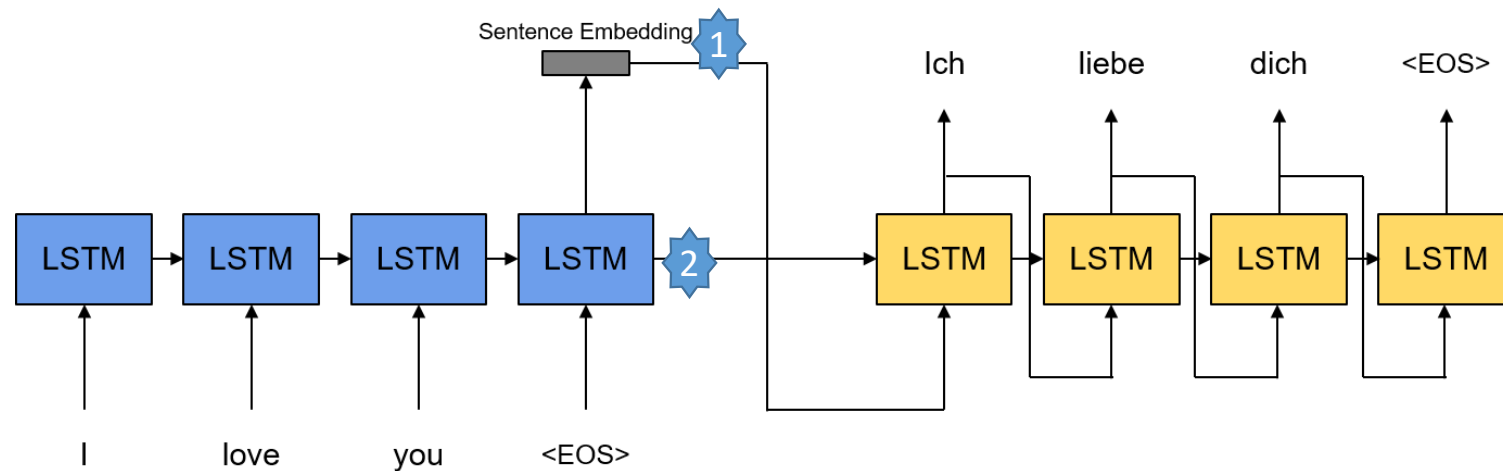 Sentence Embedding
1
Ich liebe dich <EOS>
LSTM LSTM LSTM LSTM 2 LSTM LSTM LSTM LSTM
I love you <EOS>